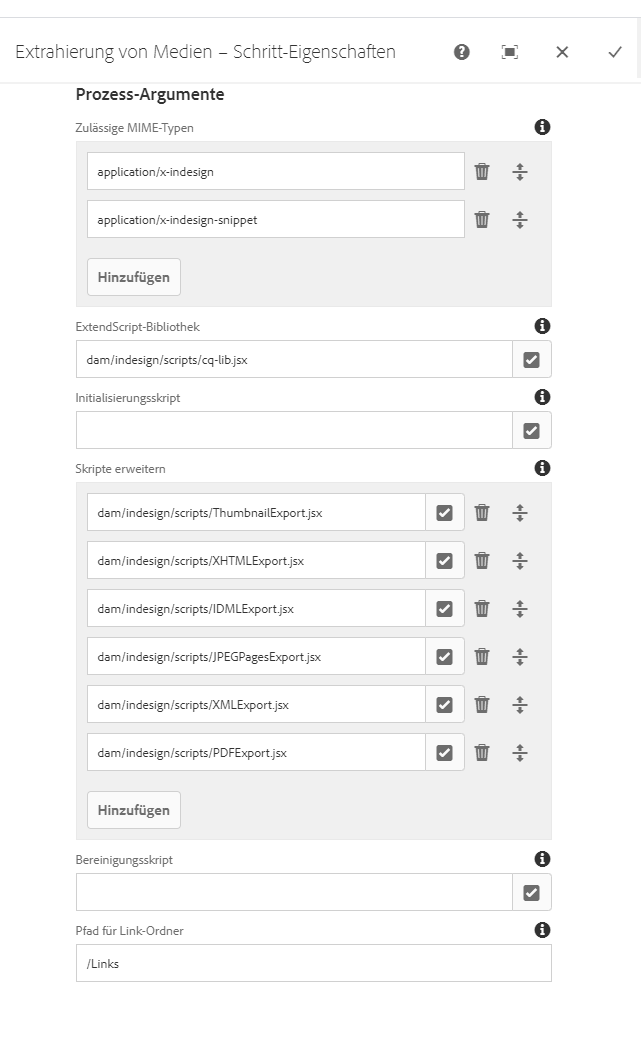 Extrahierung von Medien – Schritt-Eigenschaften
Prozess-Argumente
Zulässige MIME-Typen
application/x-indesign
application/x-indesign-snippet
Hinzufügen
ExtendScript-Bibliothek
dam/indesign/scripts/cq-lib.jsx
Initialisierungsskript
Skripte erweitern
dam/indesign/scripts/ThumbnailExport.jsx
dam/indesign/scripts/XHTMLExport.jsx
dam/indesign/scripts/IDMLExport.jsx
dam/indesign/scripts/JPEGPagesExport.jsx
dam/indesign/scripts/XMLExport.jsx
dam/indesign/scripts/PDFExport.jsx
Hinzufügen
Bereinigungsskript
Pfad für Link-Ordner
/Links